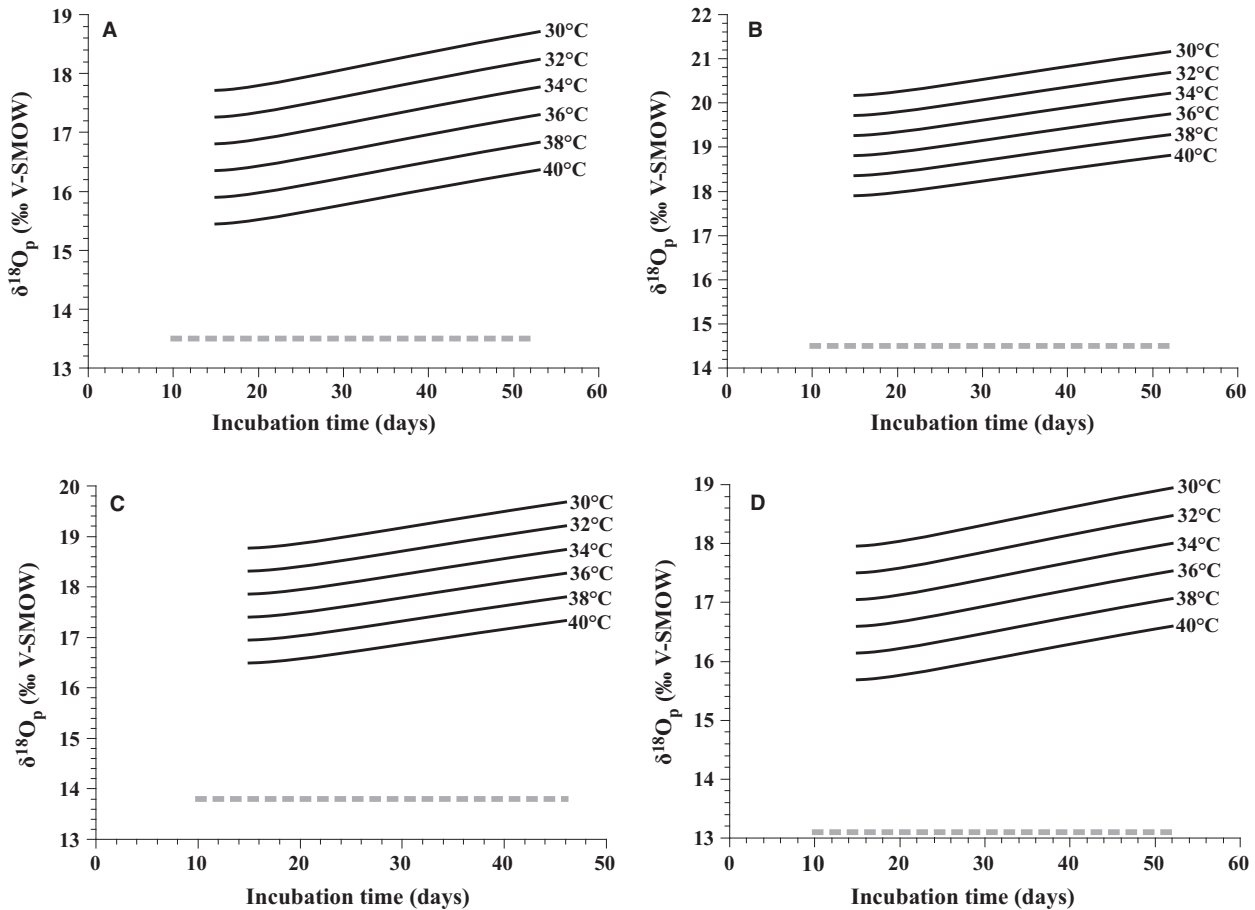 A
19
18
17
16
15
14
13
0 10 20 30 40 50 60
30°C
32°C
34°C
36°C
38°C
40°C
δ¹⁸Oₚ (‰ V-SMOW)
Incubation time (days)
B
22
21
20
19
18
17
16
15
14
0 10 20 30 40 50 60
30°C
32°C
34°C
36°C
38°C
40°C
δ¹⁸Oₚ (‰ V-SMOW)
Incubation time (days)
C
20
19
18
17
16
15
14
13
0 10 20 30 40 50
30°C
32°C
34°C
36°C
38°C
40°C
δ¹⁸Oₚ (‰ V-SMOW)
Incubation time (days)
D
19
18
17
16
15
14
13
0 10 20 30 40 50 60
30°C
32°C
34°C
36°C
38°C
40°C
δ¹⁸Oₚ (‰ V-SMOW)
Incubation time (days)